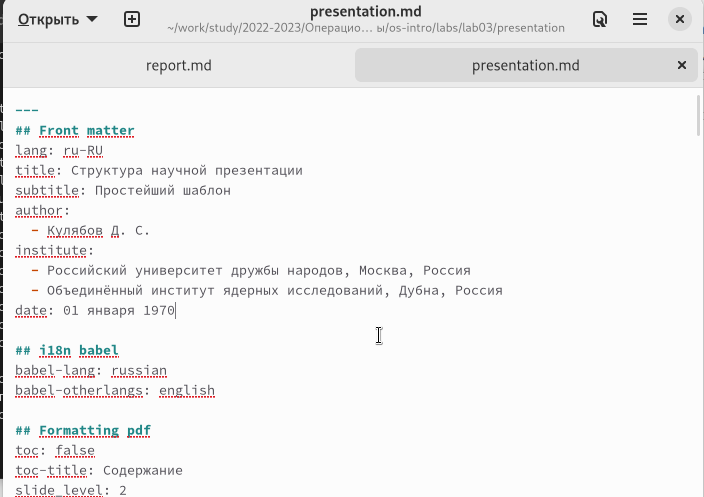 Открыть
presentation.md
~/work/study/2022-2023/Операцио… ы/os-intro/labs/lab03/presentation
report.md
presentation.md
---
## Front matter
lang: ru-RU
title: Структура научной презентации
subtitle: Простейший шаблон
author:
  - Кулябов Д. С.
institute:
  - Российский университет дружбы народов, Москва, Россия
  - Объединённый институт ядерных исследований, Дубна, Россия
date: 01 января 1970
## i18n babel
babel-lang: russian
babel-otherlangs: english
## Formatting pdf
toc: false
toc-title: Содержание
slide_level: 2